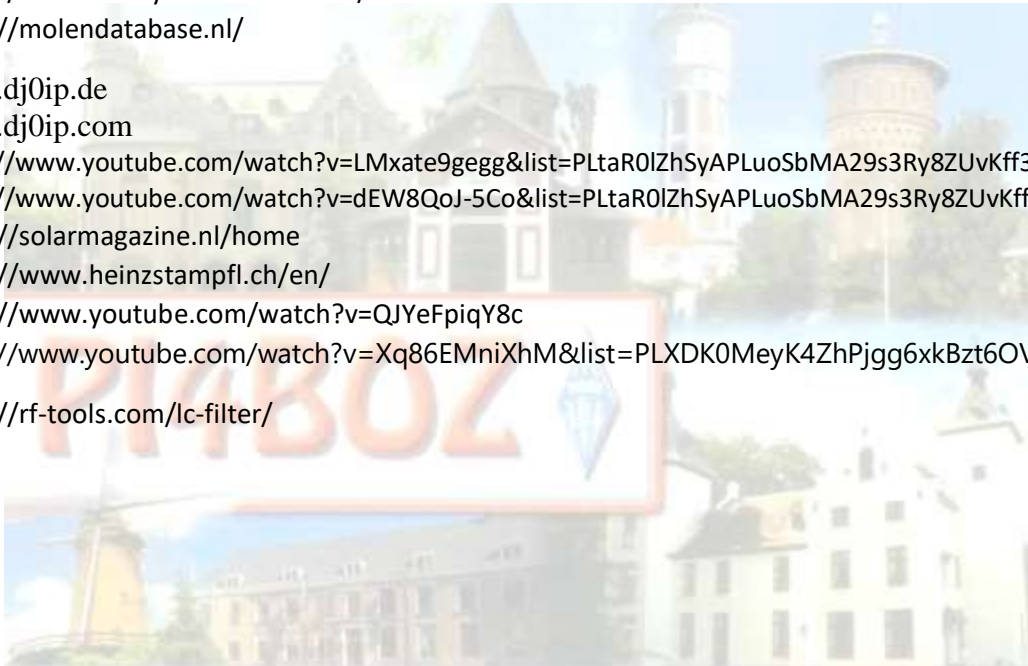 //molendatabase.nl/
.dj0ip.de
.dj0ip.com
//www.youtube.com/watch?v=LMxate9gegg&list=PLtaR0lZhSyAPLuoSbMA29s3Ry8ZUvKff3
//www.youtube.com/watch?v=dEW8QoJ-5Co&list=PLtaR0lZhSyAPLuoSbMA29s3Ry8ZUvKff
//solarmagazine.nl/home
//www.heinzstampfl.ch/en/
//www.youtube.com/watch?v=QJYeFpiqY8c
//www.youtube.com/watch?v=Xq86EMniXhM&list=PLXDK0MeyK4ZhPjgg6xkBzt6OV
//rf-tools.com/lc-filter/
PI4BOZ